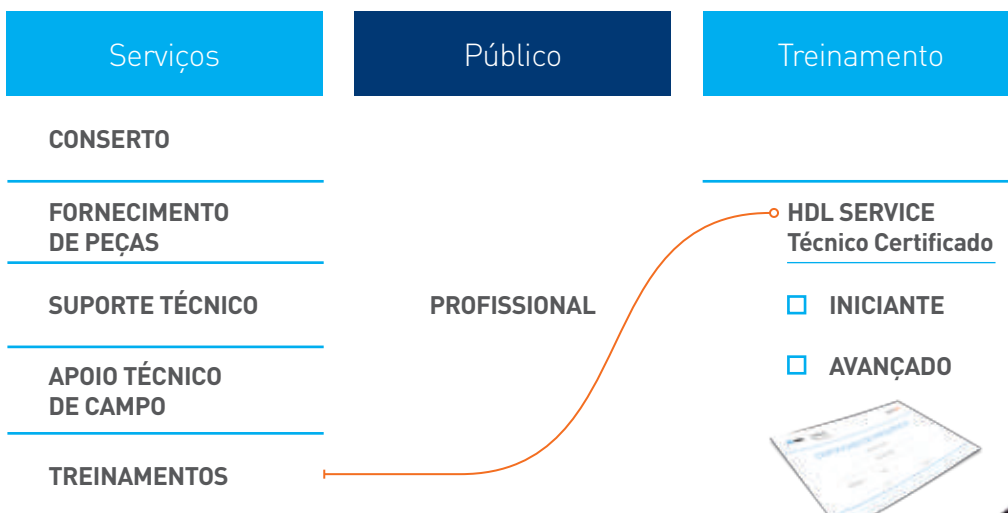 Serviços
Público
Treinamento
CONSERTO
FORNECIMENTO
DE PEÇAS
SUPORTE TÉCNICO
APOIO TÉCNICO
DE CAMPO
TREINAMENTOS
PROFISSIONAL
HDL SERVICE
Técnico Certificado
INICIANTE
AVANÇADO